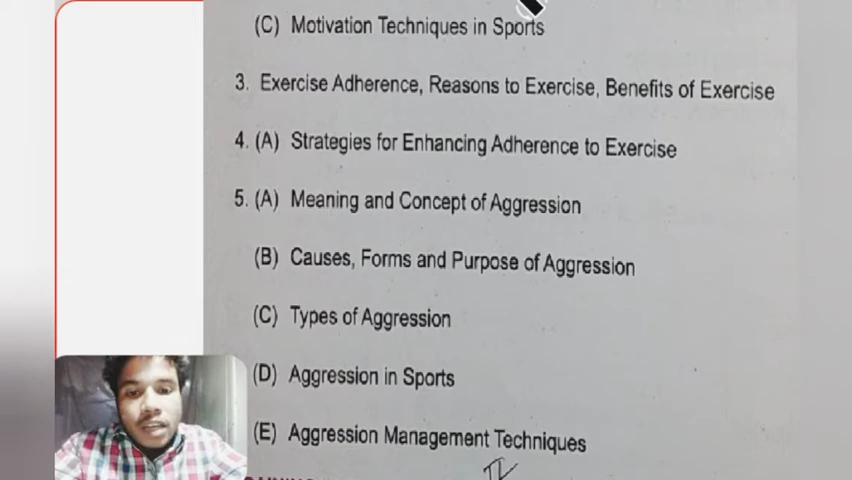 (C) Motivation Techniques in Sports
3. Exercise Adherence, Reasons to Exercise, Benefits of Exercise
4. (A) Strategies for Enhancing Adherence to Exercise
5. (A) Meaning and Concept of Aggression
(B) Causes, Forms and Purpose of Aggression
(C) Types of Aggression
(D) Aggression in Sports
(E) Aggression Management Techniques